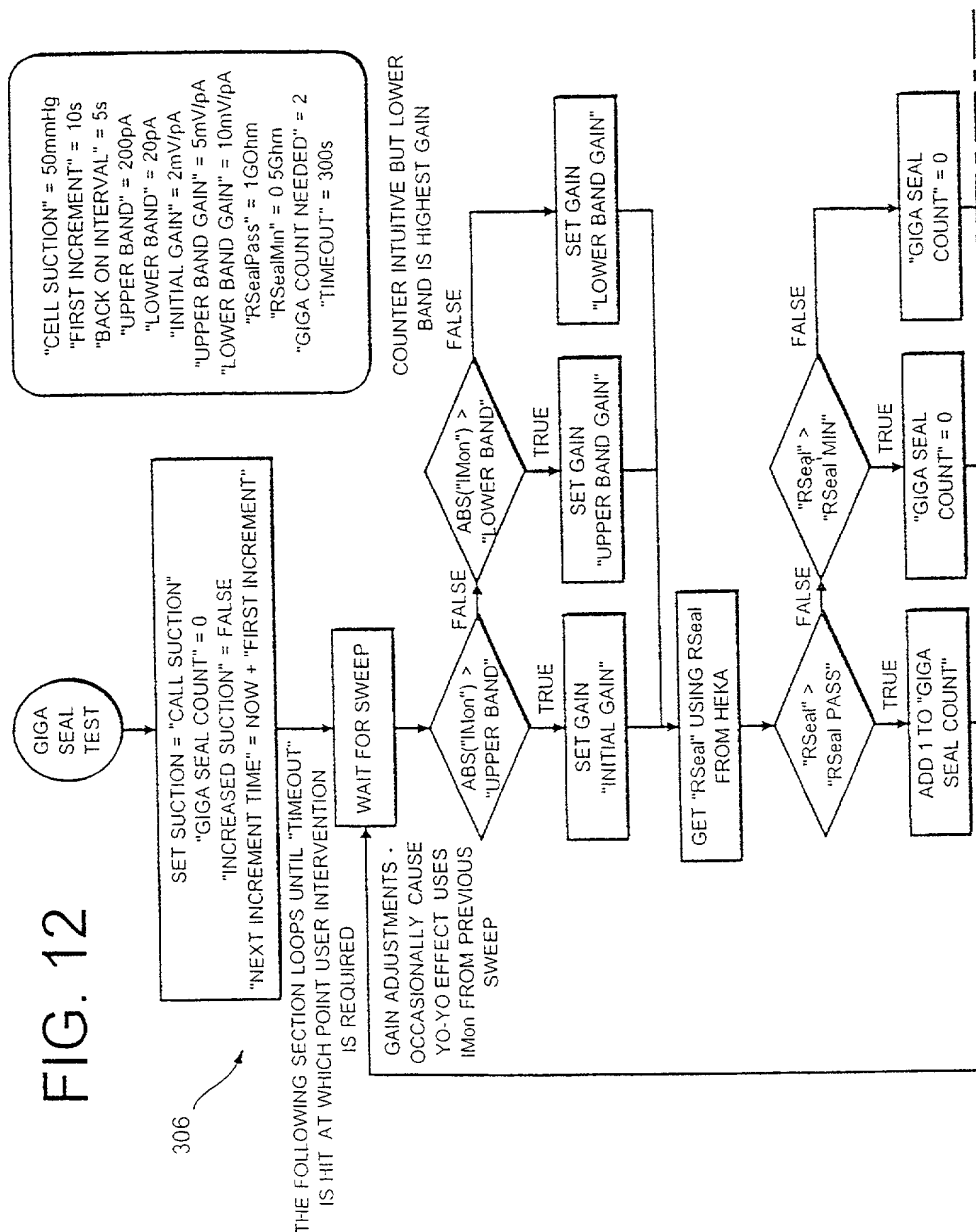 FIG. 12
306
GIGA
SEAL
TEST
SET SUCTION = "CALL SUCTION"
"GIGA SEAL COUNT" = 0
"INCREASED SUCTION" = FALSE
"NEXT INCREMENT TIME" = NOW + "FIRST INCREMENT"
"CELL SUCTION" = 50mmHg
"FIRST INCREMENT" = 10s
"BACK ON INTERVAL" = 5s
"UPPER BAND" = 200pA
"LOWER BAND" = 20pA
"INITIAL GAIN" = 2mV/pA
"UPPER BAND GAIN" = 5mV/pA
"LOWER BAND GAIN" = 10mV/pA
"RSealPass" = 1GOhm
"RSealMin" = 0 5Ghm
"GIGA COUNT NEEDED" = 2
"TIMEOUT" = 300s
THE FOLLOWING SECTION LOOPS UNTIL "TIMEOUT"
IS HIT AT WHICH POINT USER INTERVENTION
IS REQUIRED
WAIT FOR SWEEP
GAIN ADJUSTMENTS -
OCCASIONALLY CAUSE
YO-YO EFFECT USES
IMon FROM PREVIOUS
SWEEP
ABS("IMon") >
"UPPER BAND"
FALSE
TRUE
ABS("IMon") >
"LOWER BAND"
FALSE
TRUE
COUNTER INTUITIVE BUT LOWER
BAND IS HIGHEST GAIN
SET GAIN
"INITIAL GAIN"
SET GAIN
"UPPER BAND GAIN"
SET GAIN
"LOWER BAND GAIN"
GET "RSeal" USING RSeal
FROM HEKA
"RSeal" >
"RSeal PASS"
FALSE
TRUE
"RSeal" >
"RSeal MIN"
FALSE
TRUE
ADD 1 TO "GIGA
SEAL COUNT"
"GIGA SEAL
COUNT" = 0
"GIGA SEAL
COUNT" = 0